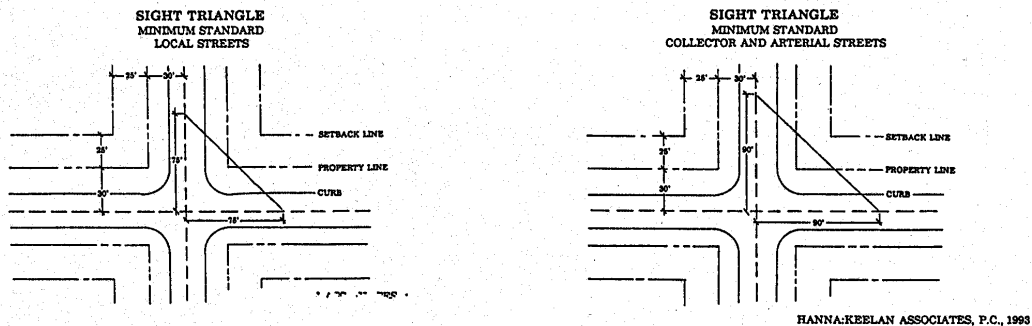 SIGHT TRIANGLE
MINIMUM STANDARD
LOCAL STREETS
25'
30'
SETBACK LINE
25'
75'
PROPERTY LINE
30'
CURB
75'
SIGHT TRIANGLE
MINIMUM STANDARD
COLLECTOR AND ARTERIAL STREETS
25'
30'
SETBACK LINE
25'
90'
PROPERTY LINE
30'
CURB
90'
HANNA:KEELAN ASSOCIATES, P.C., 1993